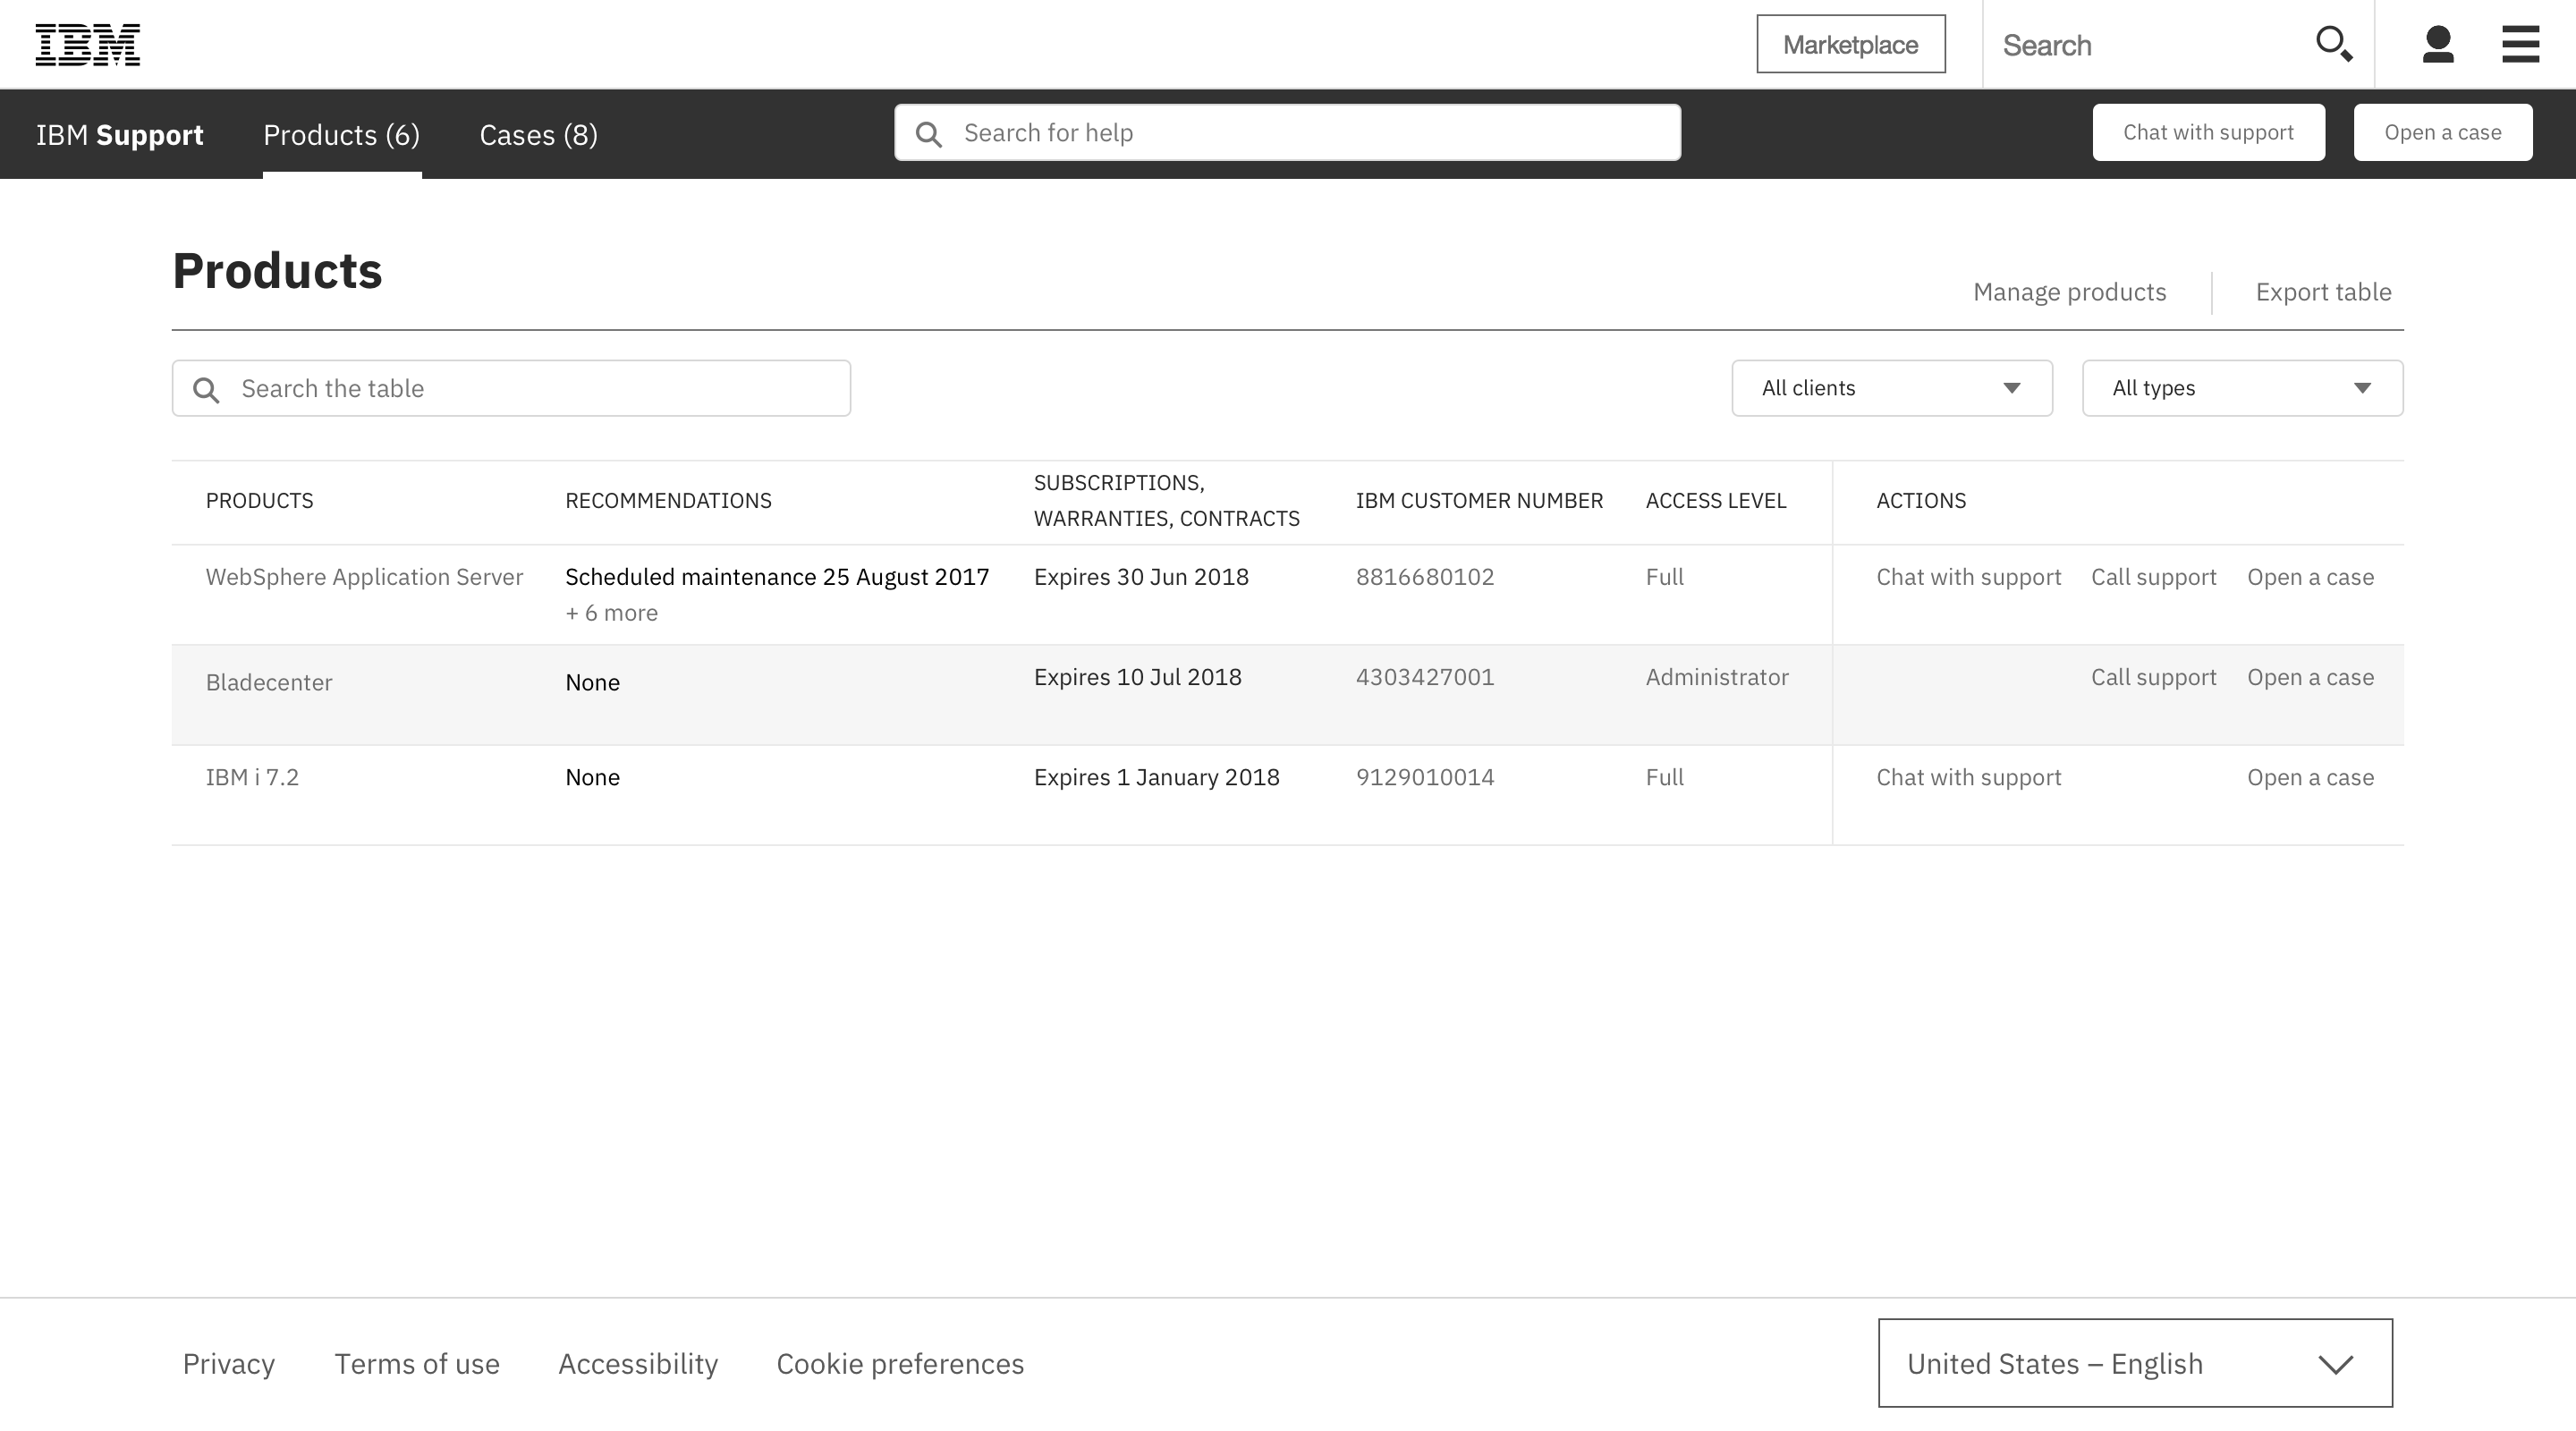 IBM
Marketplace
Search
IBM Support
Products (6)
Cases (8)
Search for help
Chat with support
Open a case
Products
Manage products
Export table
Search the table
All clients
All types
PRODUCTS
RECOMMENDATIONS
SUBSCRIPTIONS,
WARRANTIES, CONTRACTS
IBM CUSTOMER NUMBER
ACCESS LEVEL
ACTIONS
WebSphere Application Server
Scheduled maintenance 25 August 2017
+ 6 more
Expires 30 Jun 2018
8816680102
Full
Chat with support
Call support
Open a case
Bladecenter
None
Expires 10 Jul 2018
4303427001
Administrator
Call support
Open a case
IBM i 7.2
None
Expires 1 January 2018
9129010014
Full
Chat with support
Open a case
Privacy
Terms of use
Accessibility
Cookie preferences
United States – English